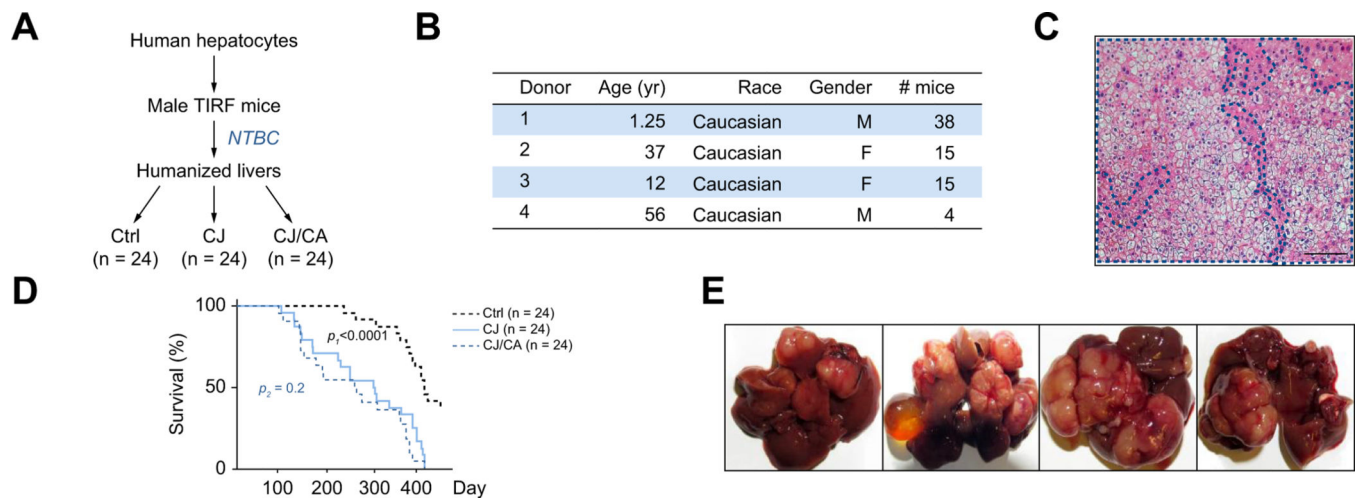 A
Human hepatocytes
Male TIRF mice
NTBC
Humanized livers
Ctrl CJ CJ/CA
(n = 24) (n = 24) (n = 24)
B
Donor Age (yr) Race Gender # mice
1 1.25 Caucasian M 38
2 37 Caucasian F 15
3 12 Caucasian F 15
4 56 Caucasian M 4
C
D
Survival (%)
100
50
0
100 200 300 400 Day
p1<0.0001
p2 = 0.2
Ctrl (n = 24)
CJ (n = 24)
CJ/CA (n = 24)
E